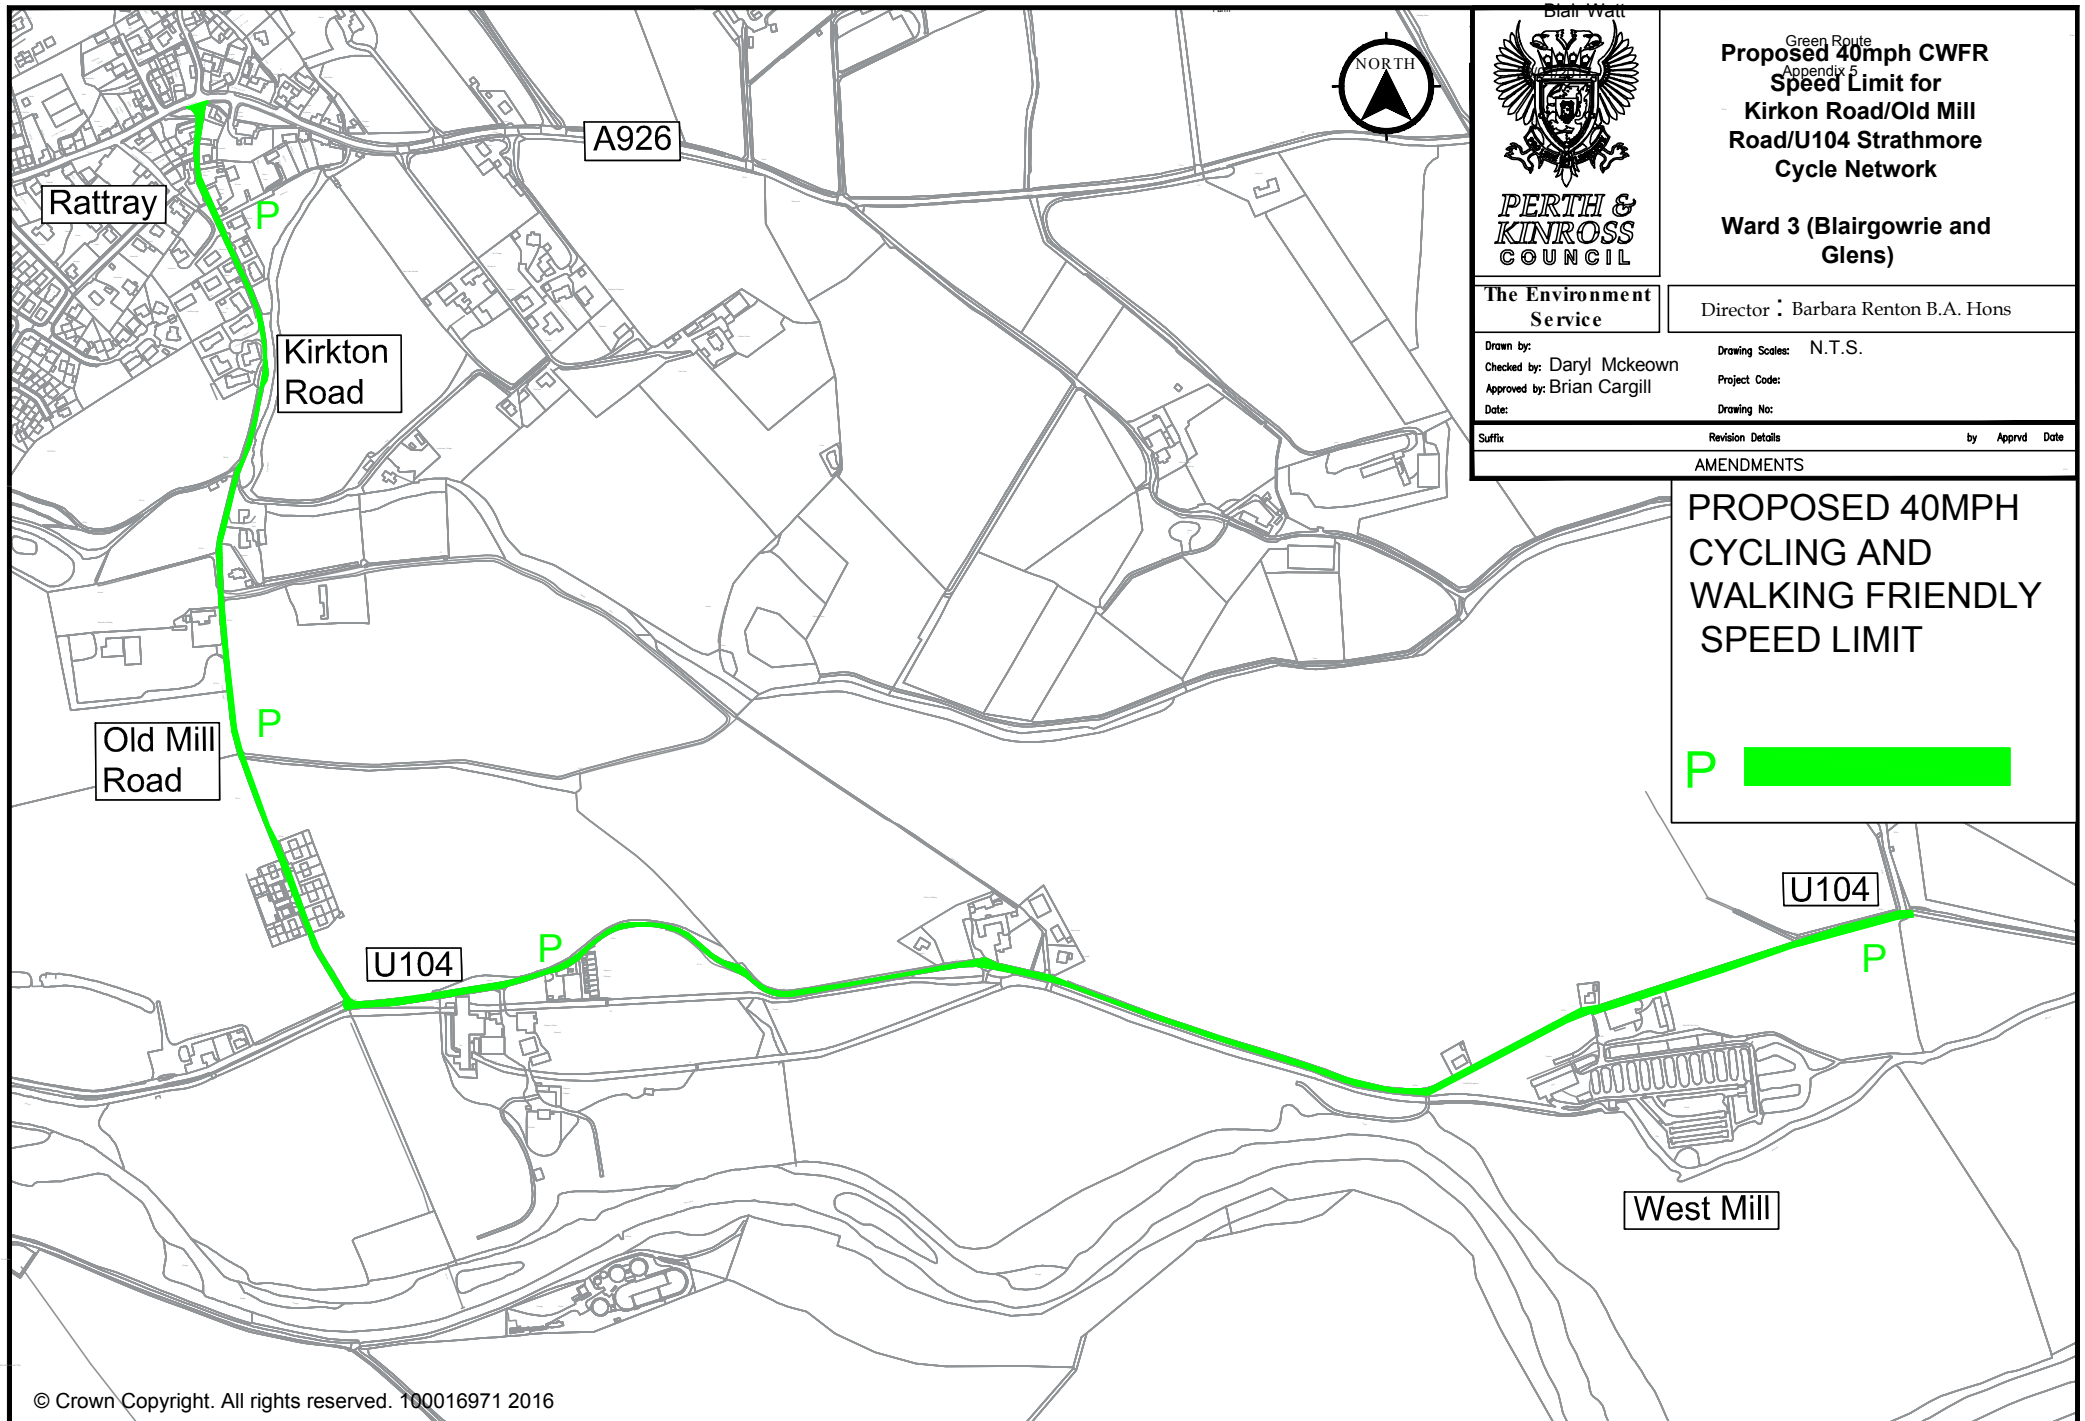 Blair Watt
Green Route
Appendix 5
Proposed 40mph CWFR
Speed Limit for
Kirkon Road/Old Mill
Road/U104 Strathmore
Cycle Network
Ward 3 (Blairgowrie and
Glens)
PERTH &
KINROSS
COUNCIL
The Environment
Service
Director : Barbara Renton B.A. Hons
Drawn by:
Checked by: Daryl Mckeown
Approved by: Brian Cargill
Date:
Drawing Scales: N.T.S.
Project Code:
Drawing No:
Suffix Revision Details by Apprvd Date
AMENDMENTS
PROPOSED 40MPH
CYCLING AND
WALKING FRIENDLY
SPEED LIMIT
P
NORTH
A926
Rattray
P
Kirkton
Road
P
Old Mill
Road
U104
P
U104
P
West Mill
© Crown Copyright. All rights reserved. 100016971 2016